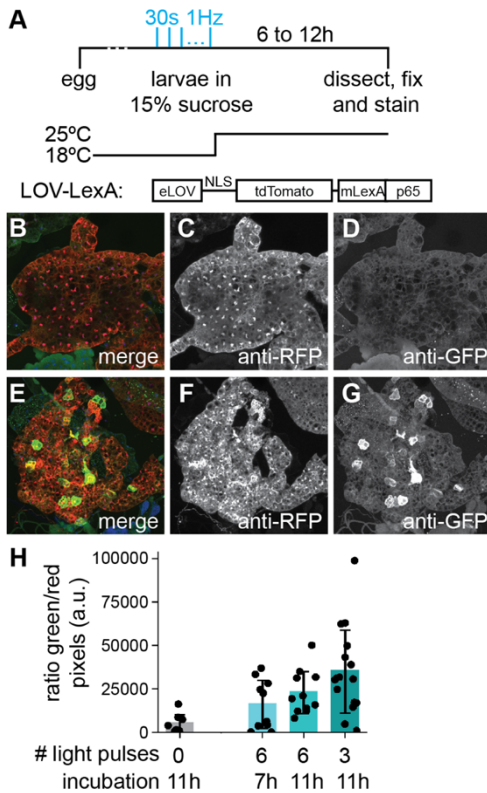 A
30s 1Hz
6 to 12h
...
...
egg
larvae in
15% sucrose
dissect, fix
and stain
25ºC
18ºC
LOV-LexA:
eLOV
NLS
tdTomato
mLexA
p65
B
merge
C
anti-RFP
D
anti-GFP
E
merge
F
anti-RFP
G
anti-GFP
H
ratio green/red
pixels (a.u.)
100000
75000
50000
25000
0
# light pulses 0 6 6 3
incubation 11h 7h 11h 11h